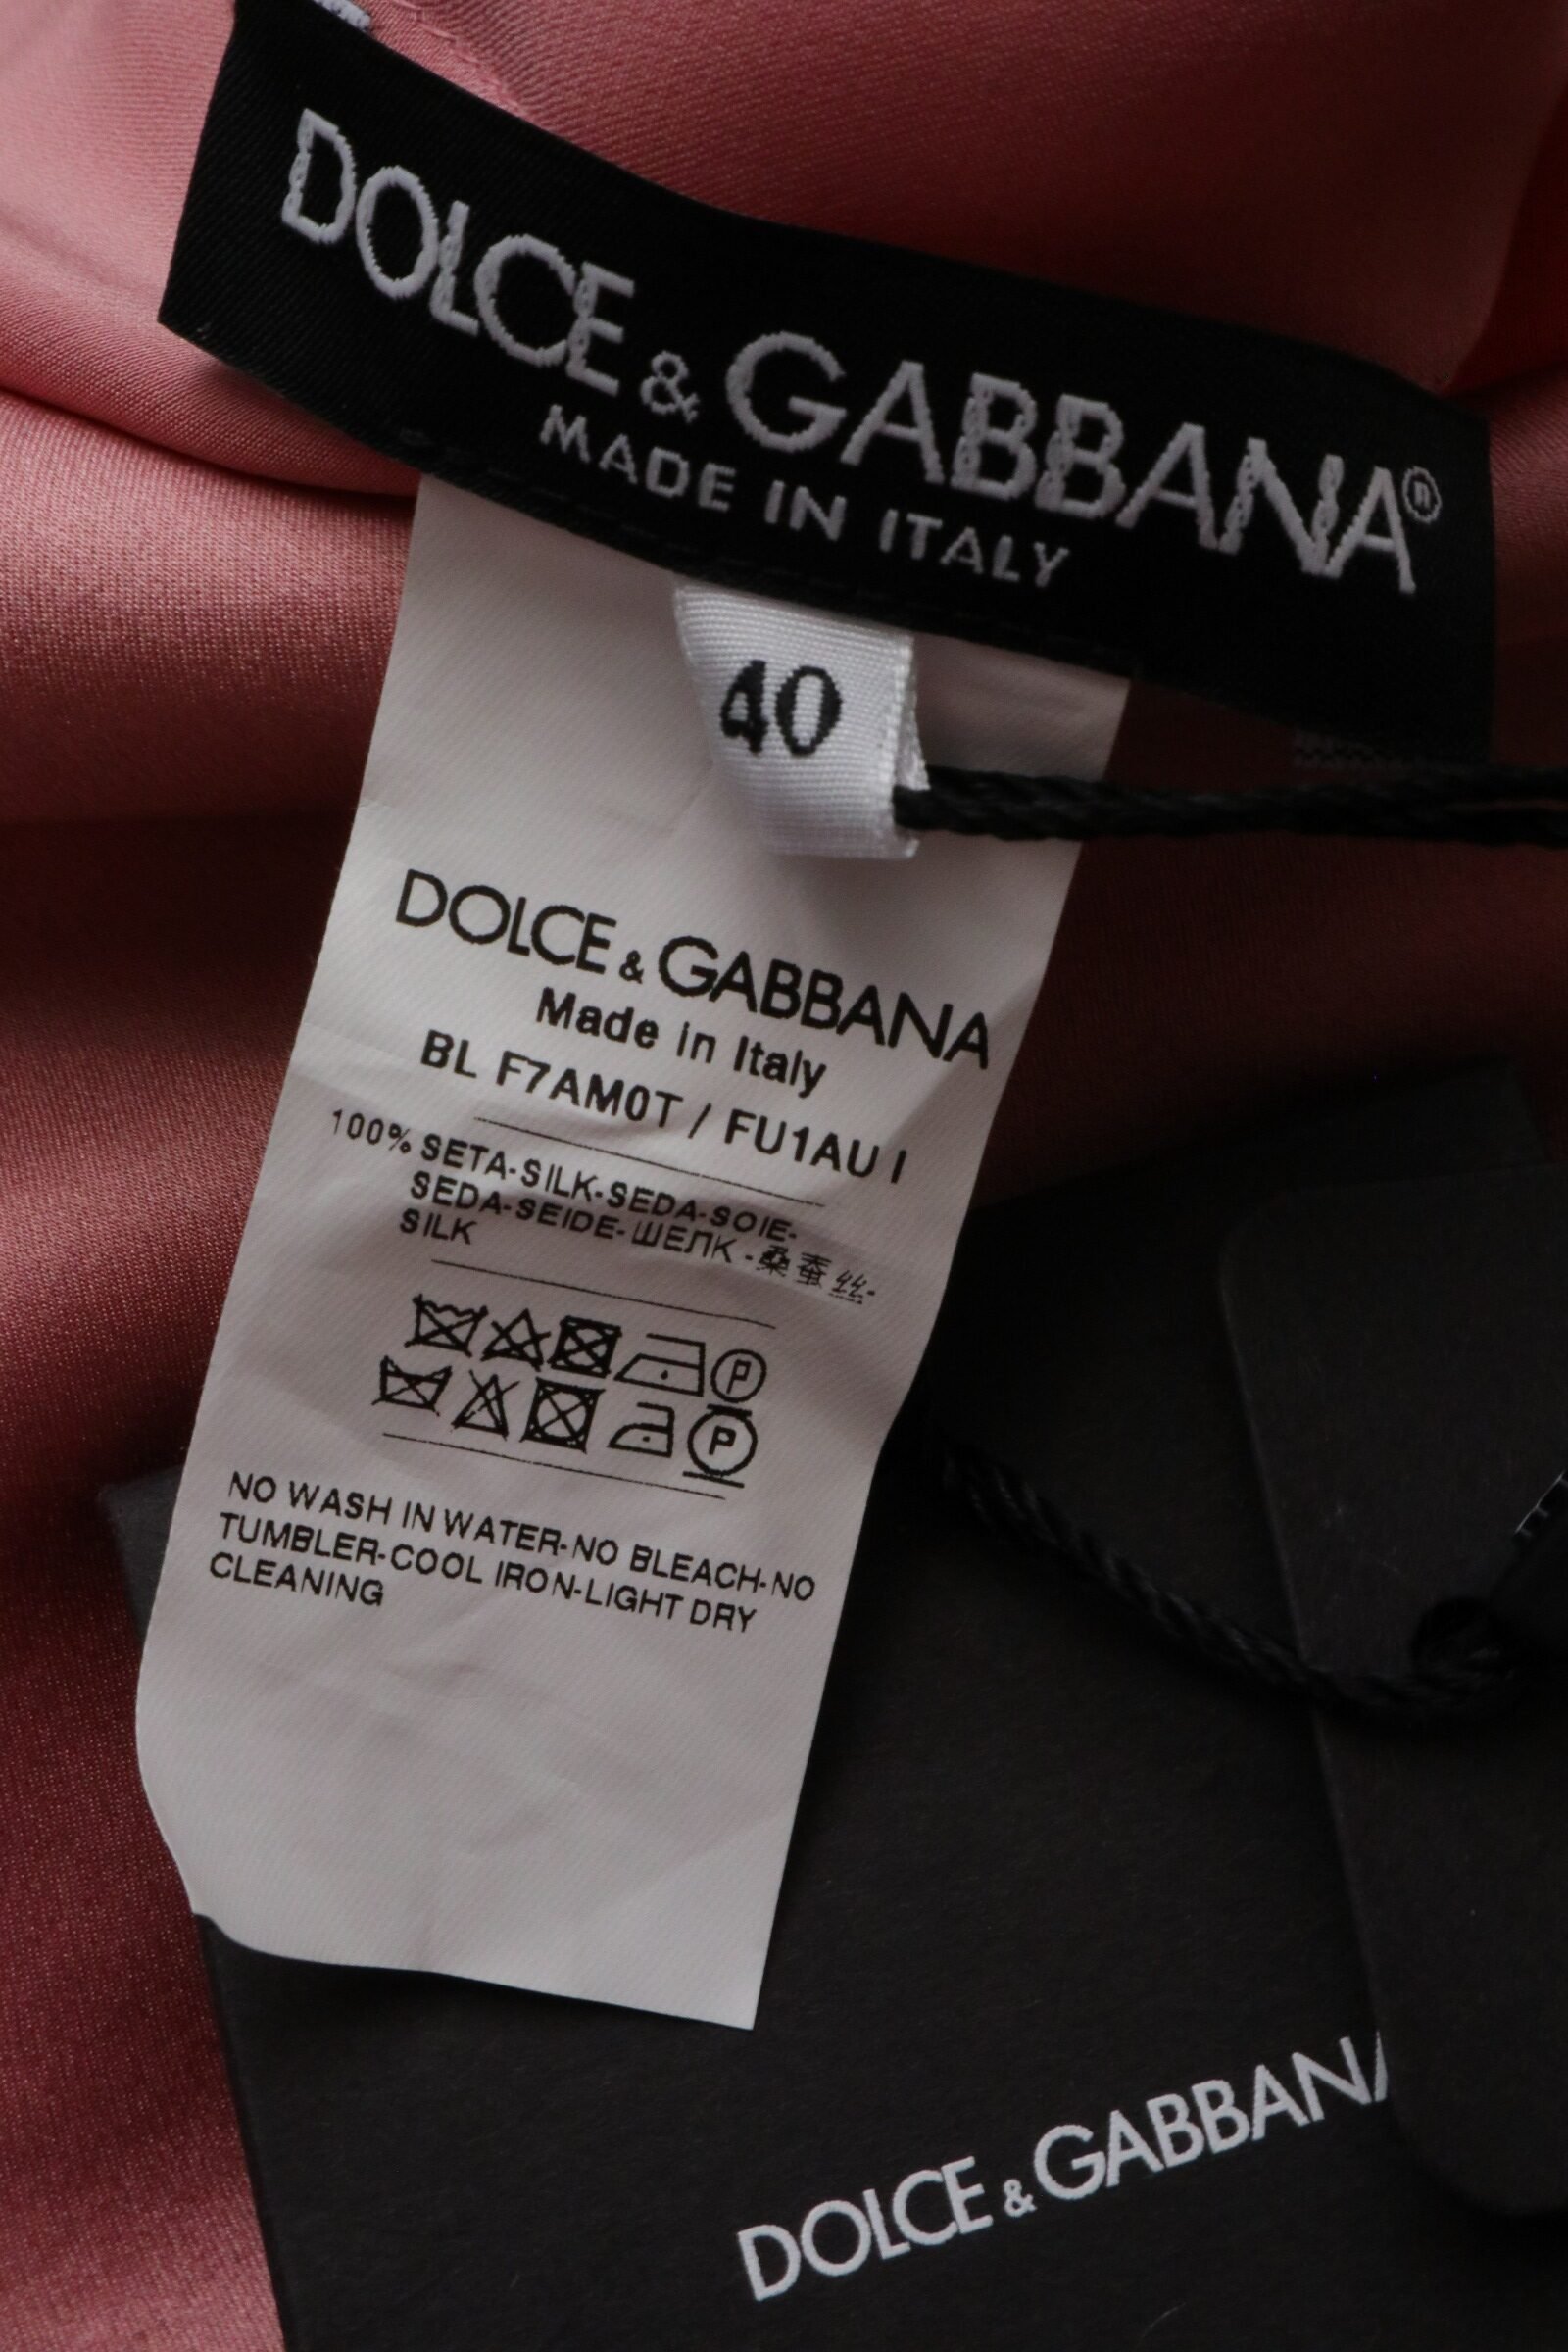 DOLCE & GABBANA®
MADE IN ITALY
40
DOLCE & GABBANA
Made in Italy
BL F7AM0T / FU1AU I
100% SETA-SILK-SEDA-SOIE-
SEDA-SEIDE-ШЕЛК-桑蚕丝-
SILK
P
P
NO WASH IN WATER-NO BLEACH-NO
TUMBLER-COOL IRON-LIGHT DRY
CLEANING
DOLCE & GABBANA